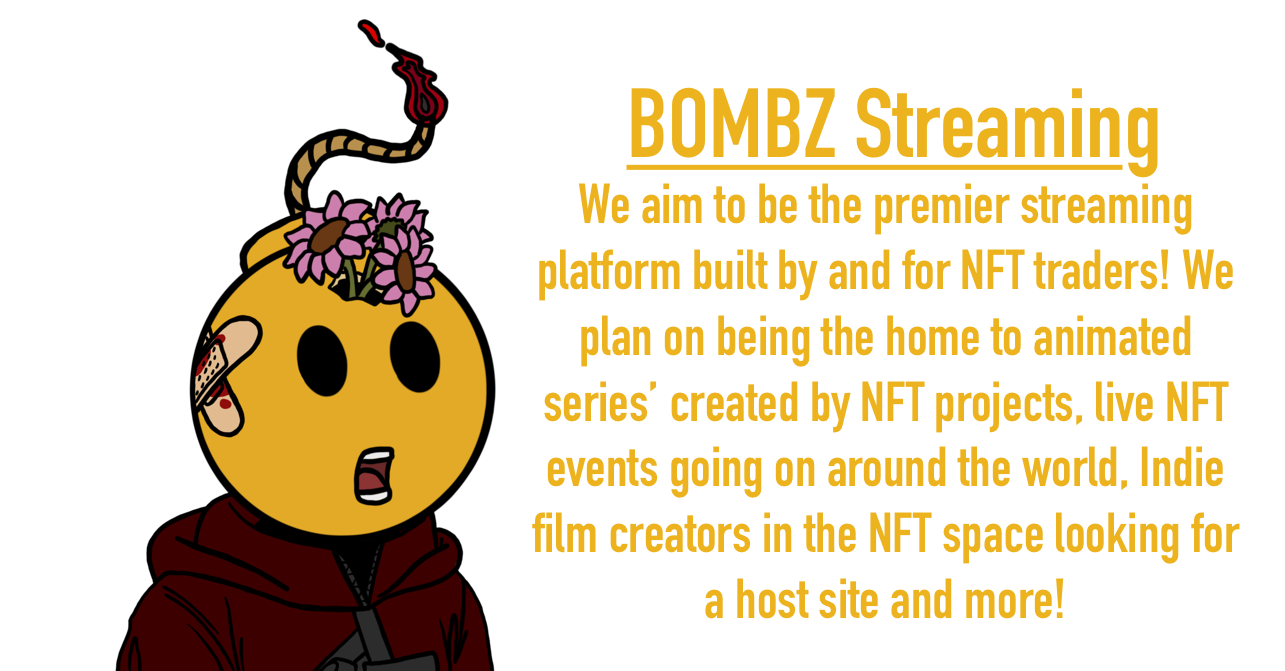 BOMBZ Streaming
We aim to be the premier streaming
platform built by and for NFT traders! We
plan on being the home to animated
series’ created by NFT projects, live NFT
events going on around the world, Indie
film creators in the NFT space looking for
a host site and more!